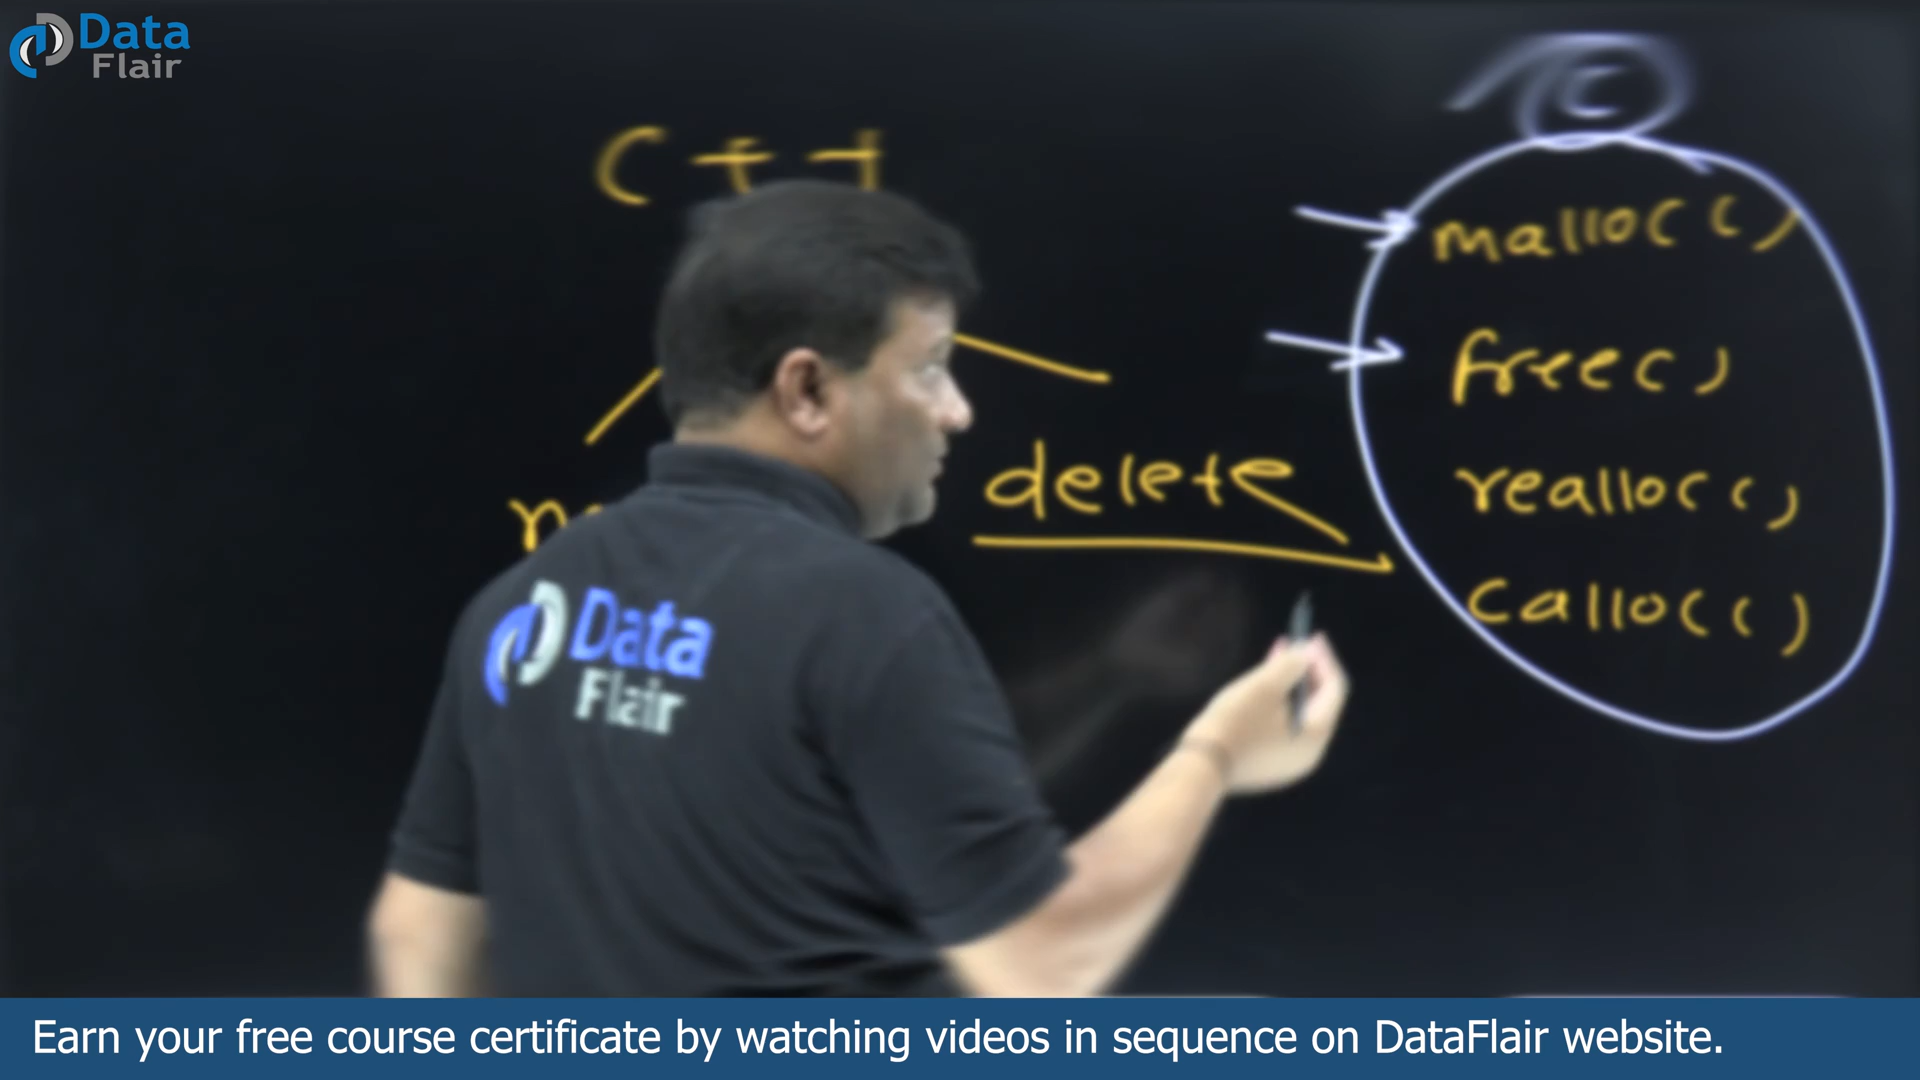 Data
Flair
C
C++
malloc()
free()
delete
realloc()
calloc()
Data
Flair
Earn your free course certificate by watching videos in sequence on DataFlair website.